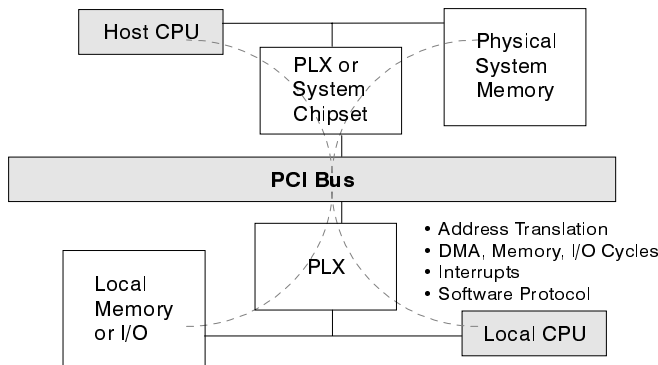 Host CPU
PLX or
System
Chipset
Physical
System
Memory
PCI Bus
PLX
• Address Translation
• DMA, Memory, I/O Cycles
• Interrupts
• Software Protocol
Local
Memory
or I/O
Local CPU